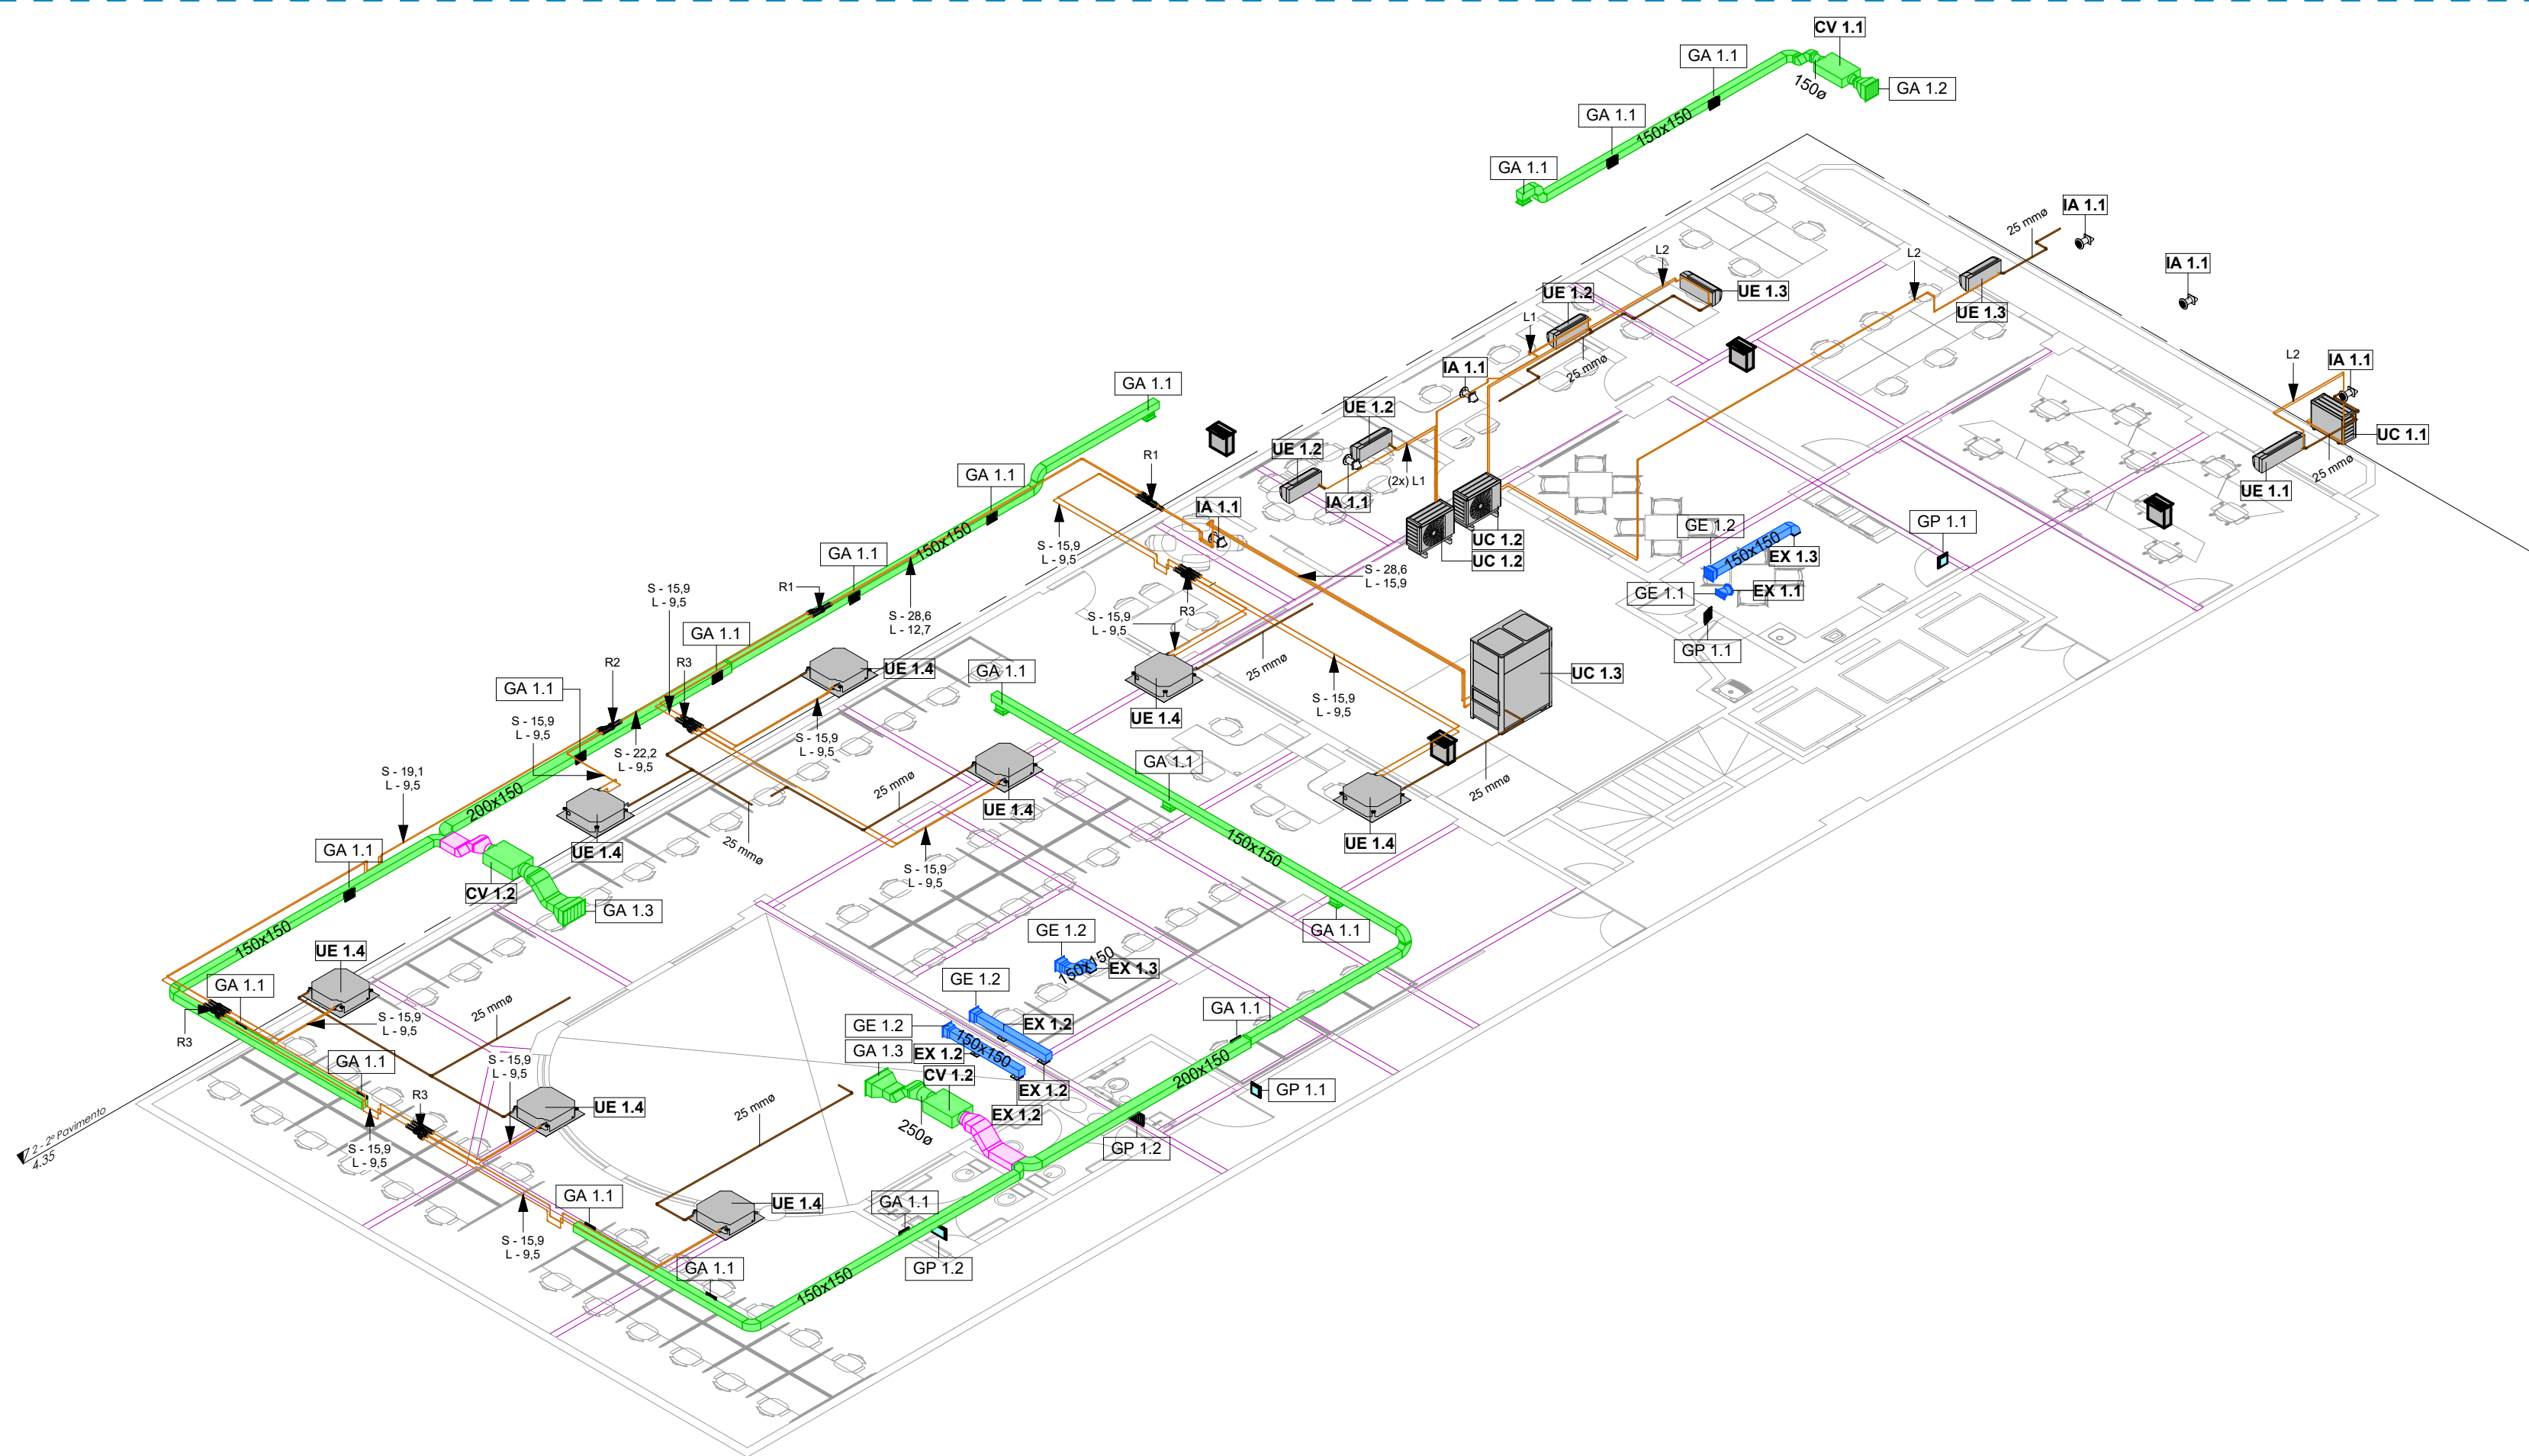 CV 1.1
GA 1.1
150ø
GA 1.2
GA 1.1
150x150
GA 1.1
IA 1.1
25 mmø
L2
L2
IA 1.1
UE 1.2
UE 1.3
UE 1.3
L1
IA 1.1
25 mmø
L2
IA 1.1
UC 1.1
25 mmø
UE 1.1
GA 1.1
UE 1.2
UE 1.2
(2x) L1
IA 1.1
IA 1.1
R1
GA 1.1
150x150
S - 15,9
L - 9,5
UC 1.2
UC 1.2
S - 28,6
L - 15,9
GE 1.2
150x150
EX 1.3
GP 1.1
GE 1.1
EX 1.1
GP 1.1
GA 1.1
R1
S - 28,6
L - 12,7
S - 15,9
L - 9,5
R3
S - 15,9
L - 9,5
GA 1.1
R3
R2
UE 1.4
GA 1.1
25 mmø
UE 1.4
S - 15,9
L - 9,5
UC 1.3
GA 1.1
S - 15,9
L - 9,5
S - 22,2
L - 9,5
S - 15,9
L - 9,5
GA 1.1
25 mmø
S - 19,1
L - 9,5
200x150
25 mmø
UE 1.4
UE 1.4
UE 1.4
25 mmø
150x150
GA 1.1
S - 15,9
L - 9,5
CV 1.2
GA 1.3
GA 1.1
150x150
UE 1.4
GE 1.2
150x150
EX 1.3
GA 1.1
GE 1.2
25 mmø
S - 15,9
L - 9,5
R3
GA 1.1
GE 1.2
EX 1.2
150x150
EX 1.2
GA 1.3
CV 1.2
EX 1.2
EX 1.2
250ø
200x150
GP 1.1
GA 1.1
S - 15,9
L - 9,5
R3
UE 1.4
25 mmø
2 - 2º Pavimento
4.35
S - 15,9
L - 9,5
GP 1.2
GA 1.1
UE 1.4
GA 1.1
S - 15,9
L - 9,5
GA 1.1
GP 1.2
150x150